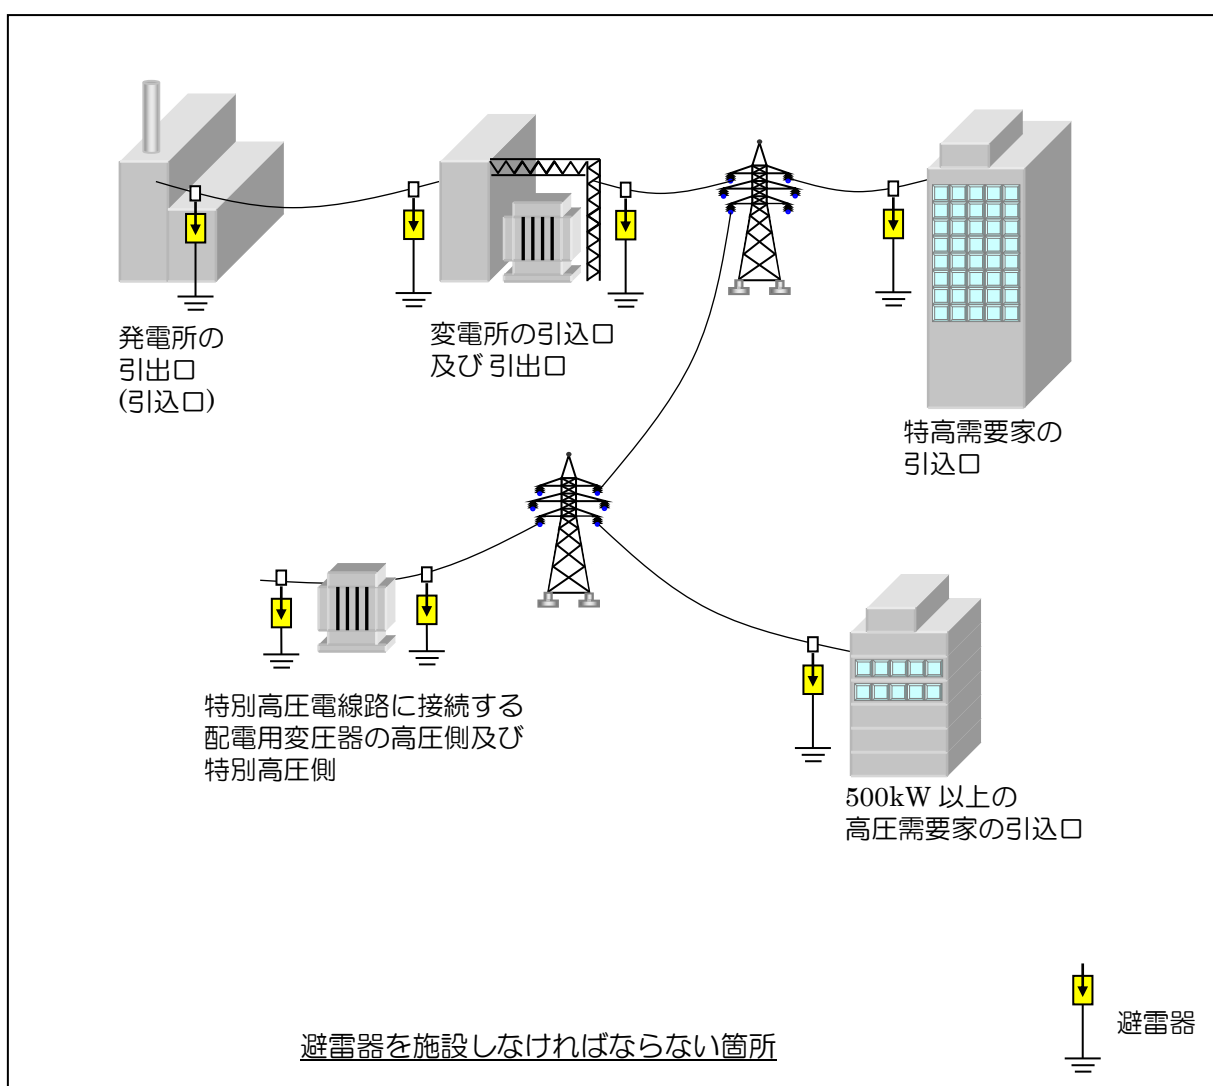 発電所の
引出口
(引込口)
変電所の引込口
及び 引出口
特高需要家の
引込口
特別高圧電線路に接続する
配電用変圧器の高圧側及び
特別高圧側
500kW 以上の
高圧需要家の引込口
避雷器
避雷器を施設しなければならない箇所